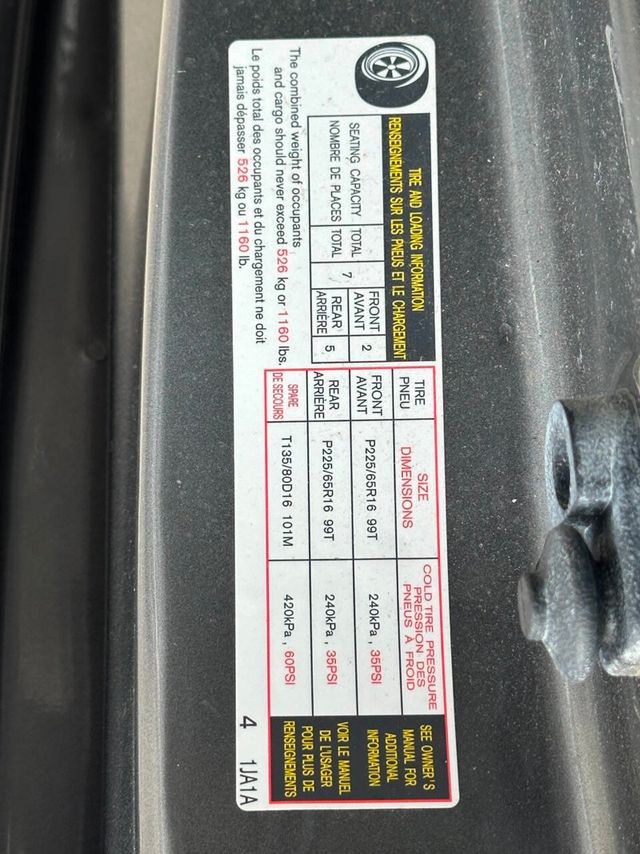 TIRE AND LOADING INFORMATION
RENSEIGNEMENTS SUR LES PNEUS ET LE CHARGEMENT
SEATING CAPACITY TOTAL
NOMBRE DE PLACES TOTAL
7
FRONT
AVANT
2
REAR
ARRIÈRE
5
The combined weight of occupants
and cargo should never exceed 526 kg or 1160 lbs.
Le poids total des occupants et du chargement ne doit
jamais dépasser 526 kg ou 1160 lb.
TIRE
PNEU
SIZE
DIMENSIONS
COLD TIRE PRESSURE
PRESSION DES
PNEUS À FROID
FRONT
AVANT
P225/65R16 99T
240kPa, 35PSI
REAR
ARRIÈRE
P225/65R16 99T
240kPa, 35PSI
SPARE
DE SECOURS
T135/80D16 101M
420kPa, 60PSI
SEE OWNER'S
MANUAL FOR
ADDITIONAL
INFORMATION
VOIR LE MANUEL
DE L'USAGER
POUR PLUS DE
RENSEIGNEMENTS
4 1JA1A